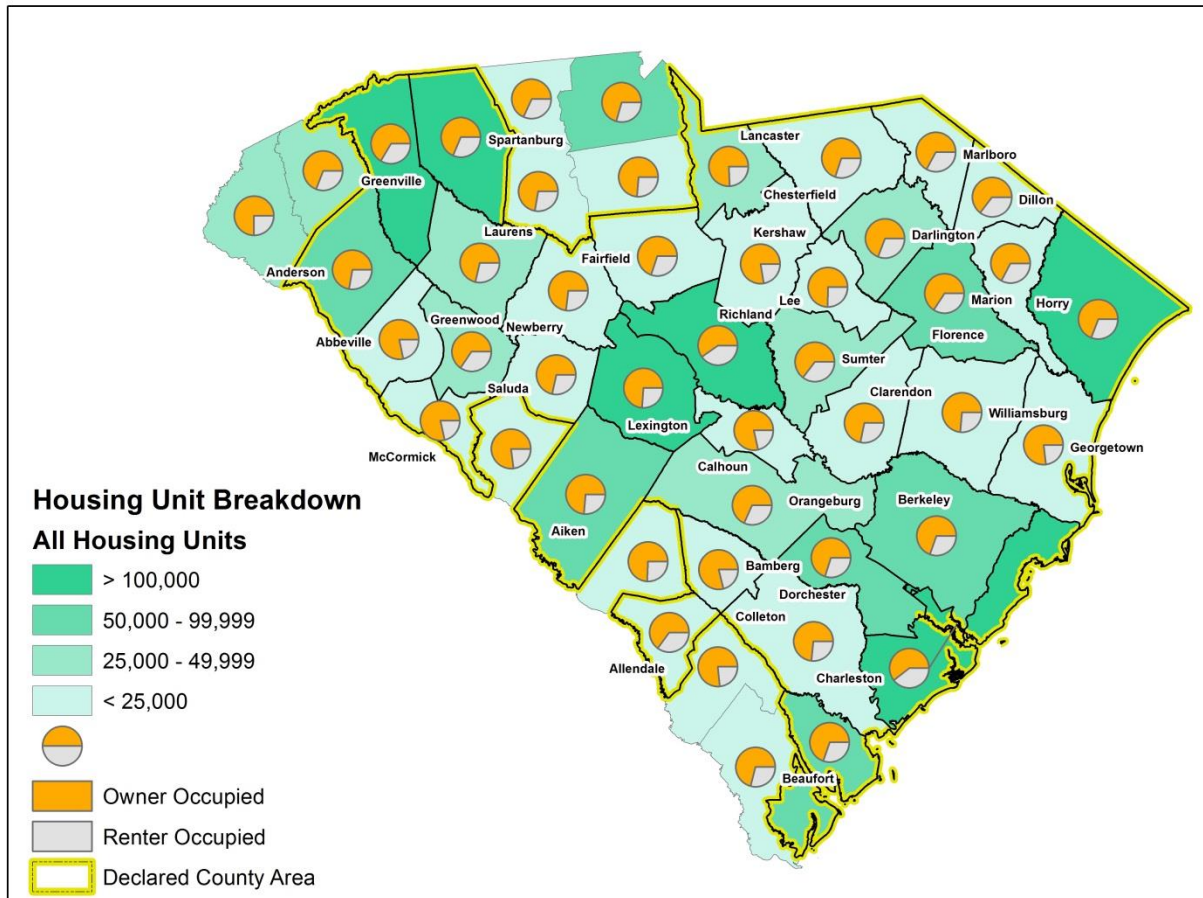 Spartanburg
Lancaster
Marlboro
Greenville
Chesterfield
Dillon
Laurens
Kershaw
Darlington
Fairfield
Anderson
Lee
Marion
Horry
Richland
Greenwood
Newberry
Florence
Abbeville
Sumter
Saluda
Clarendon
Williamsburg
Lexington
Georgetown
McCormick
Calhoun
Orangeburg
Berkeley
Aiken
Bamberg
Dorchester
Colleton
Allendale
Charleston
Beaufort
Housing Unit Breakdown
All Housing Units
> 100,000
50,000 - 99,999
25,000 - 49,999
< 25,000
Owner Occupied
Renter Occupied
Declared County Area